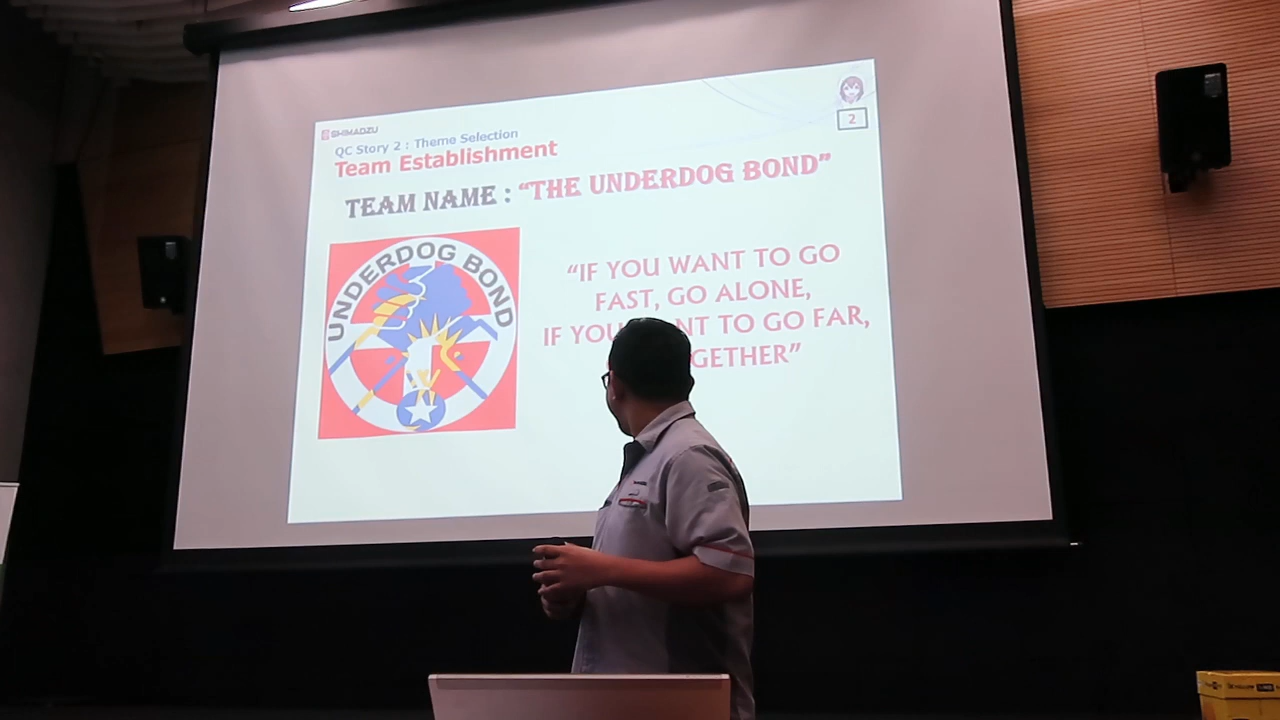 SHIMADZU
2
QC Story 2 : Theme Selection
Team Establishment
TEAM NAME : “THE UNDERDOG BOND”
UNDERDOG BOND
“IF YOU WANT TO GO
FAST, GO ALONE,
IF YOU NT TO GO FAR,
GETHER”